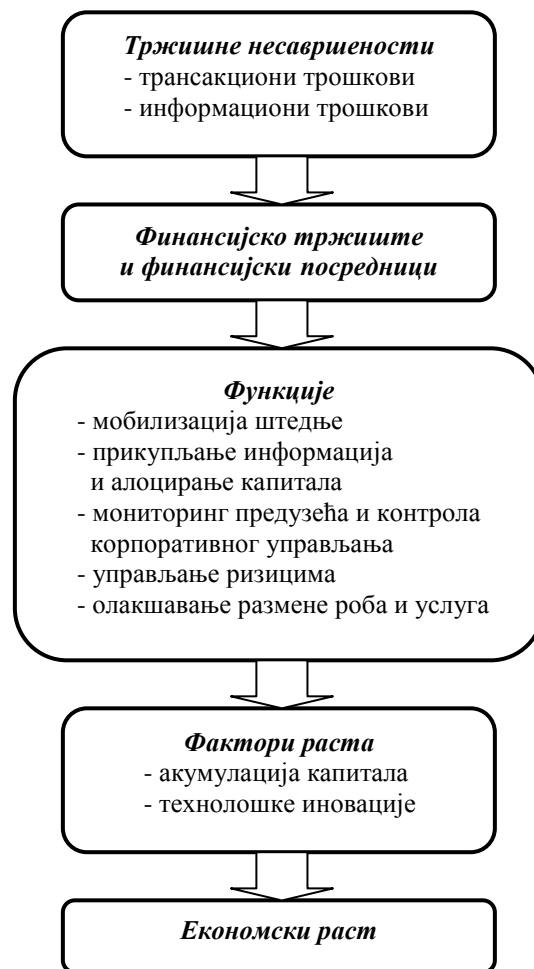 Тржишне несавршености
- трансакциони трошкови
- информациони трошкови
Финансијско тржиште
и финансијски посредници
Функције
- мобилизација штедње
- прикупљање информација
и алоцирање капитала
- мониторинг предузећа и контрола
корпоративног управљања
- управљање ризицима
- олакшавање размене роба и услуга
Фактори раста
- акумулација капитала
- технолошке иновације
Економски раст